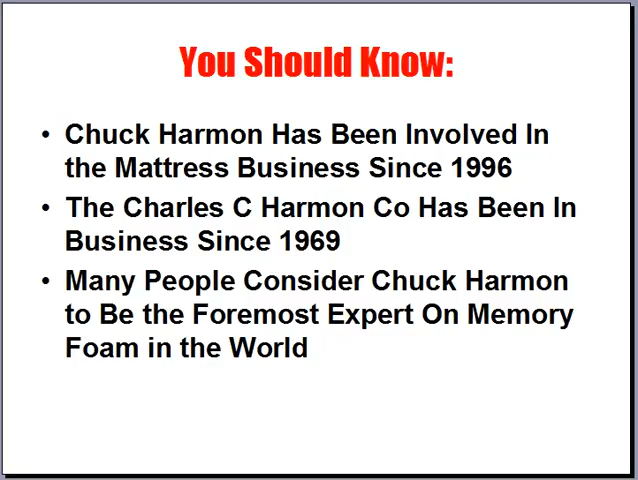 You Should Know:
• Chuck Harmon Has Been Involved In
the Mattress Business Since 1996
• The Charles C Harmon Co Has Been In
Business Since 1969
• Many People Consider Chuck Harmon
to Be the Foremost Expert On Memory
Foam in the World